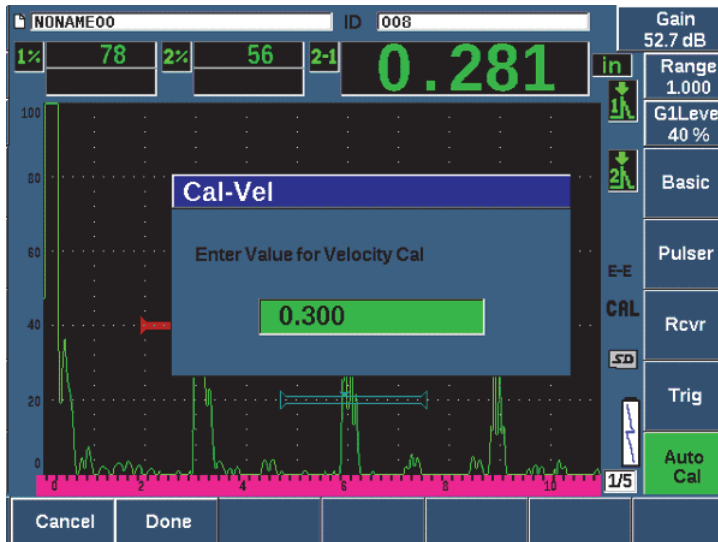 NONAME00 ID 008
Gain
52.7 dB
1% 78 2% 56 2-1 0.281 in
Range
1.000
G1Leve
40 %
1
2
100
80
60
40
20
0
Cal-Vel
Enter Value for Velocity Cal
0.300
E-E
CAL
SD
Basic
Pulser
Rcvr
Trig
Auto
Cal
0 2 4 6 8 10
1/5
Cancel Done